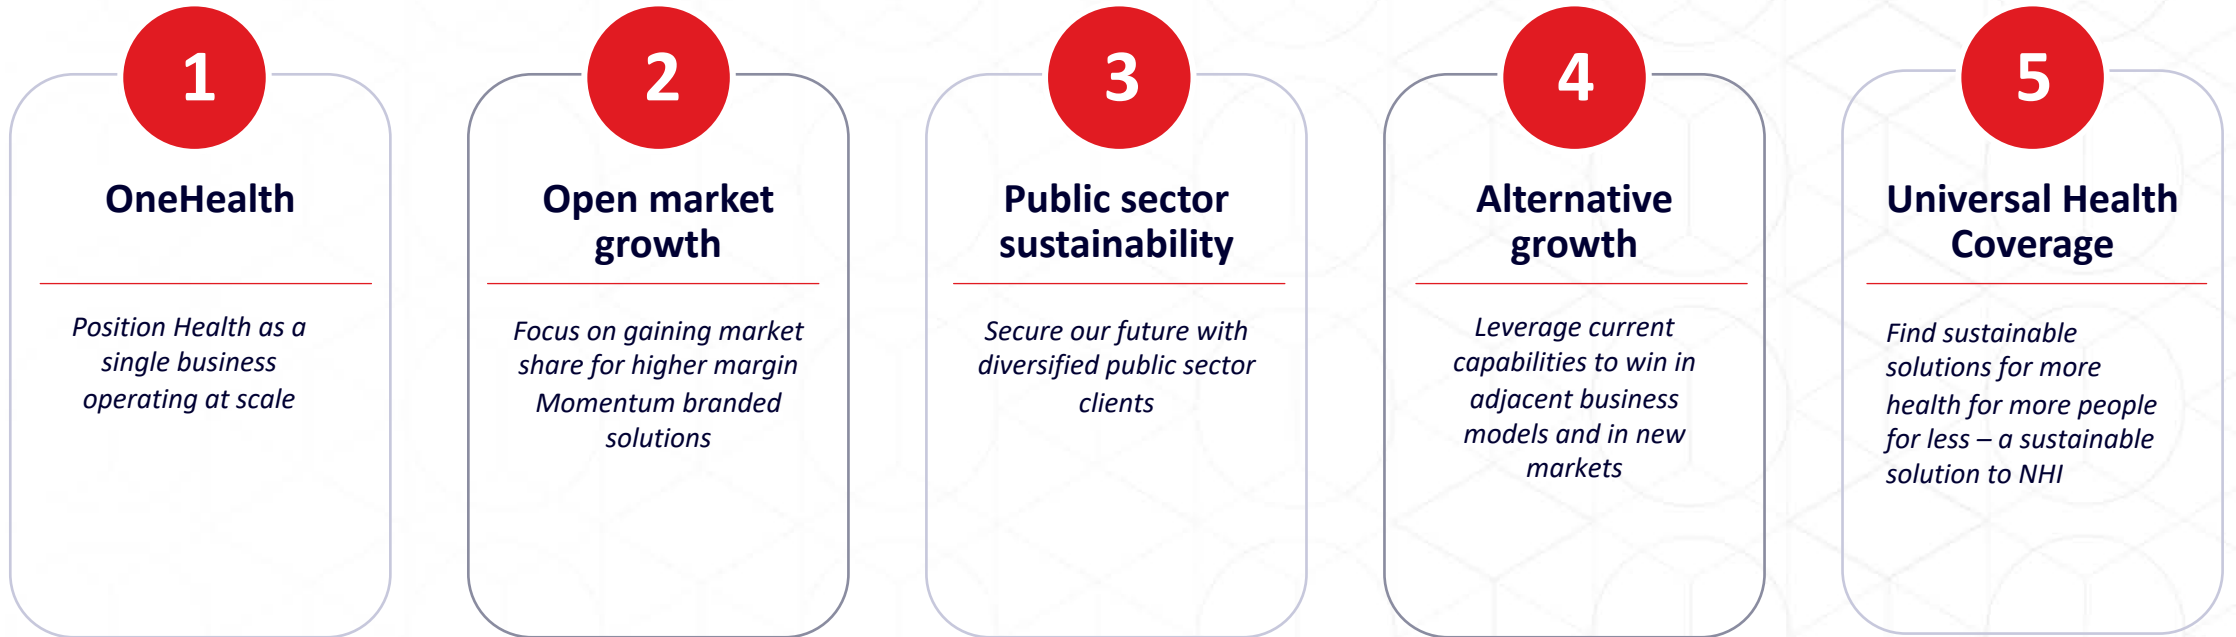 1
OneHealth
Position Health as a
single business
operating at scale
2
Open market
growth
Focus on gaining market
share for higher margin
Momentum branded
solutions
3
Public sector
sustainability
Secure our future with
diversified public sector
clients
4
Alternative
growth
Leverage current
capabilities to win in
adjacent business
models and in new
markets
5
Universal Health
Coverage
Find sustainable
solutions for more
health for more people
for less – a sustainable
solution to NHI